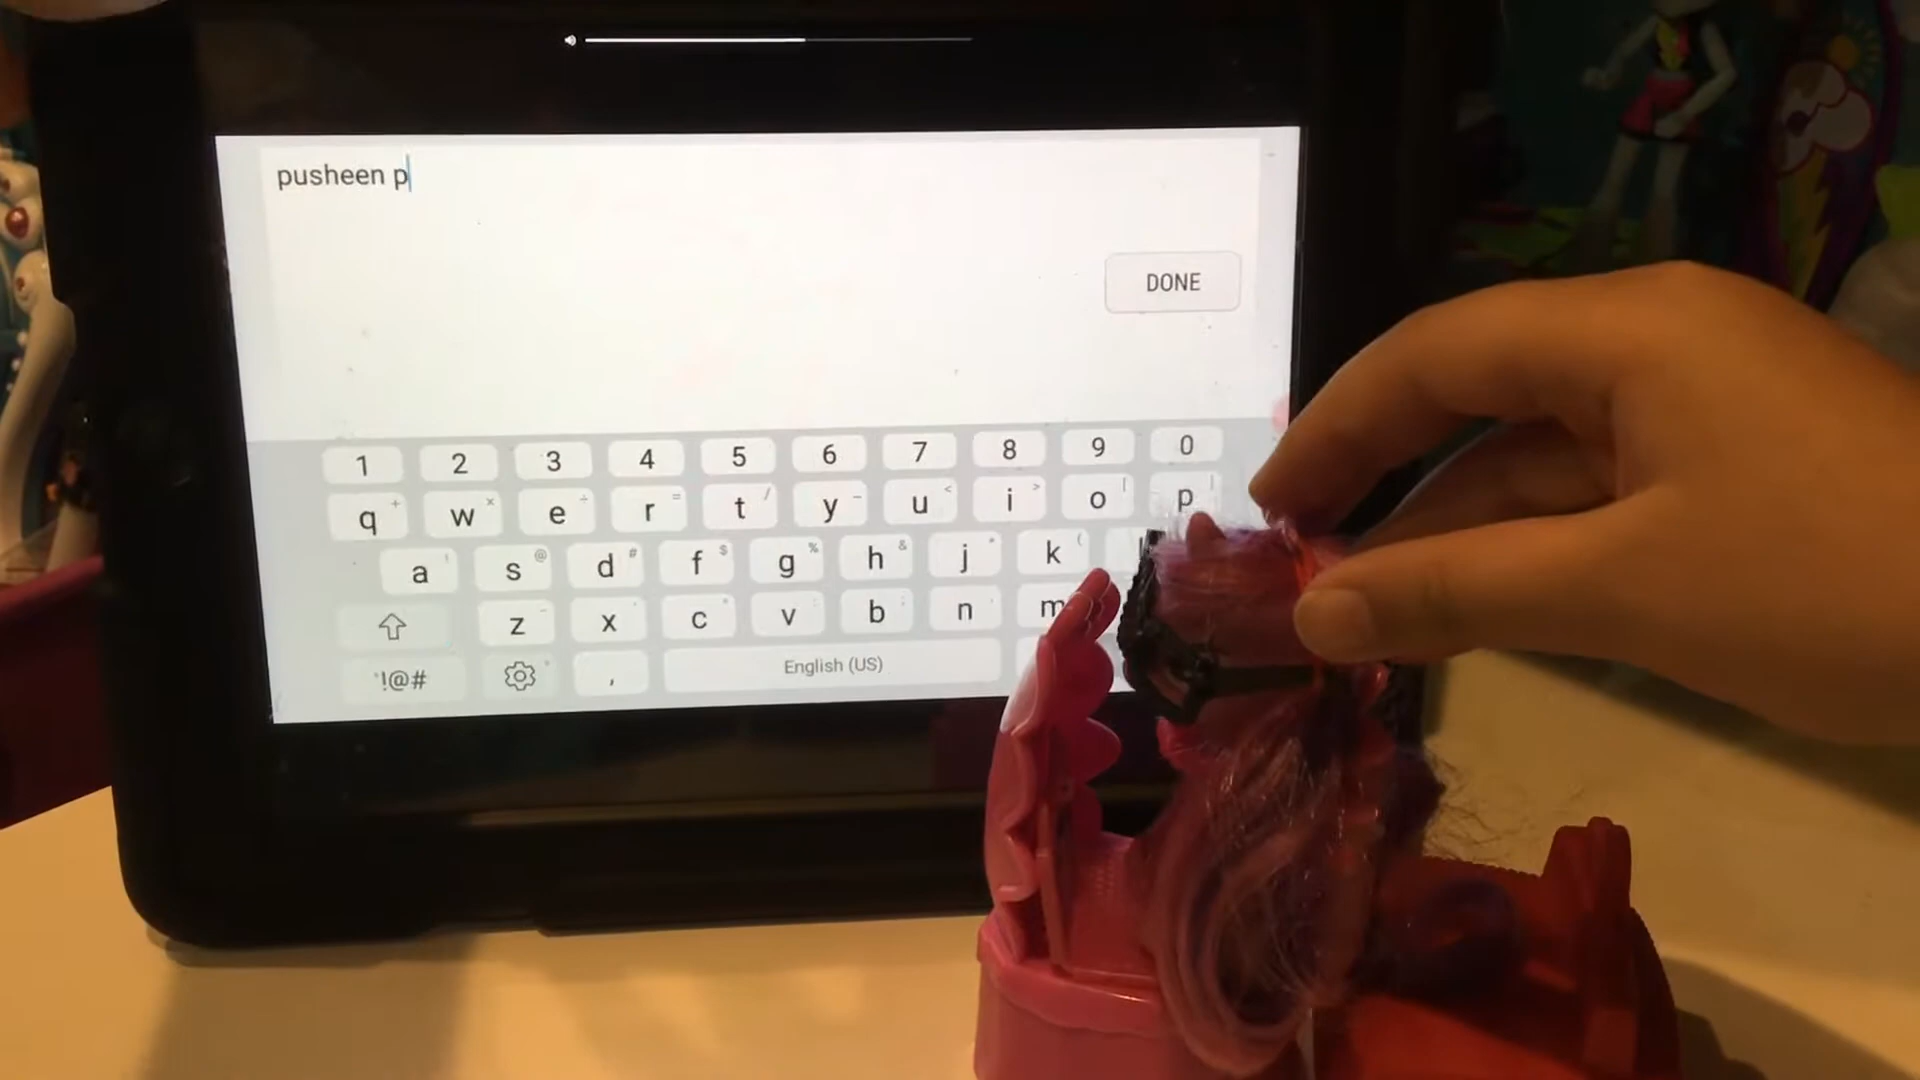 pusheen p
DONE
1 2 3 4 5 6 7 8 9 0
+ × ÷ = / _ < > [ ]
q w e r t y u i o p
! @ # $ % & * (
a s d f g h j k
z x c v b n m
!@# , English (US)